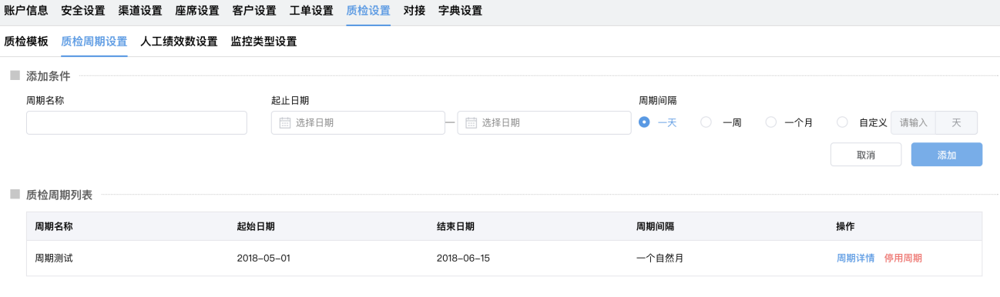 账户信息 安全设置 渠道设置 座席设置 客户设置 工单设置 质检设置 对接 字典设置
质检模板 质检周期设置 人工绩效数设置 监控类型设置
添加条件
周期名称 起止日期 周期间隔
选择日期 — 选择日期 一天 一周 一个月 自定义 请输入 天
取消 添加
质检周期列表
周期名称 起始日期 结束日期 周期间隔 操作
周期测试 2018-05-01 2018-06-15 一个自然月 周期详情 停用周期